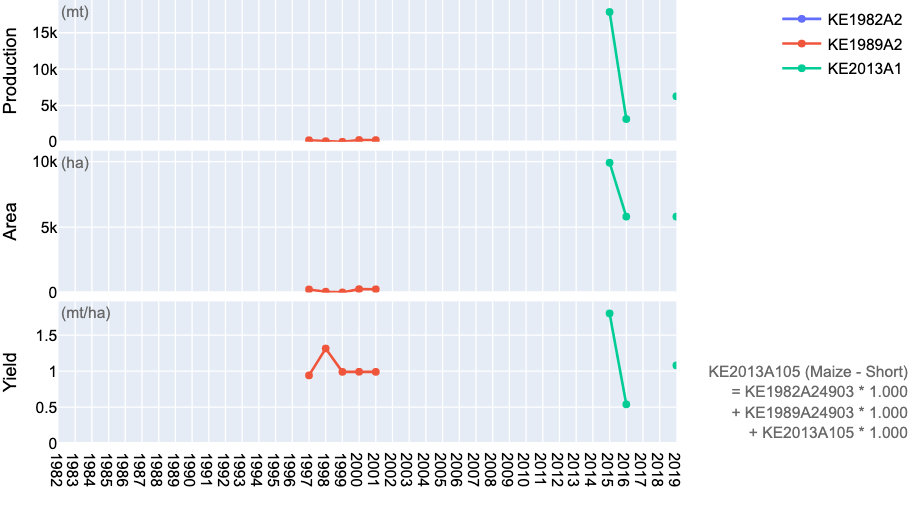 (mt)
Production
15k
10k
5k
0
KE1982A2
KE1989A2
KE2013A1
(ha)
Area
10k
5k
0
(mt/ha)
Yield
1.5
1
0.5
0
KE2013A105 (Maize - Short)
= KE1982A24903 * 1.000
+ KE1989A24903 * 1.000
+ KE2013A105 * 1.000
1982
1983
1984
1985
1986
1987
1988
1989
1990
1991
1992
1993
1994
1995
1996
1997
1998
1999
2000
2001
2002
2003
2004
2005
2006
2007
2008
2009
2010
2011
2012
2013
2014
2015
2016
2017
2018
2019